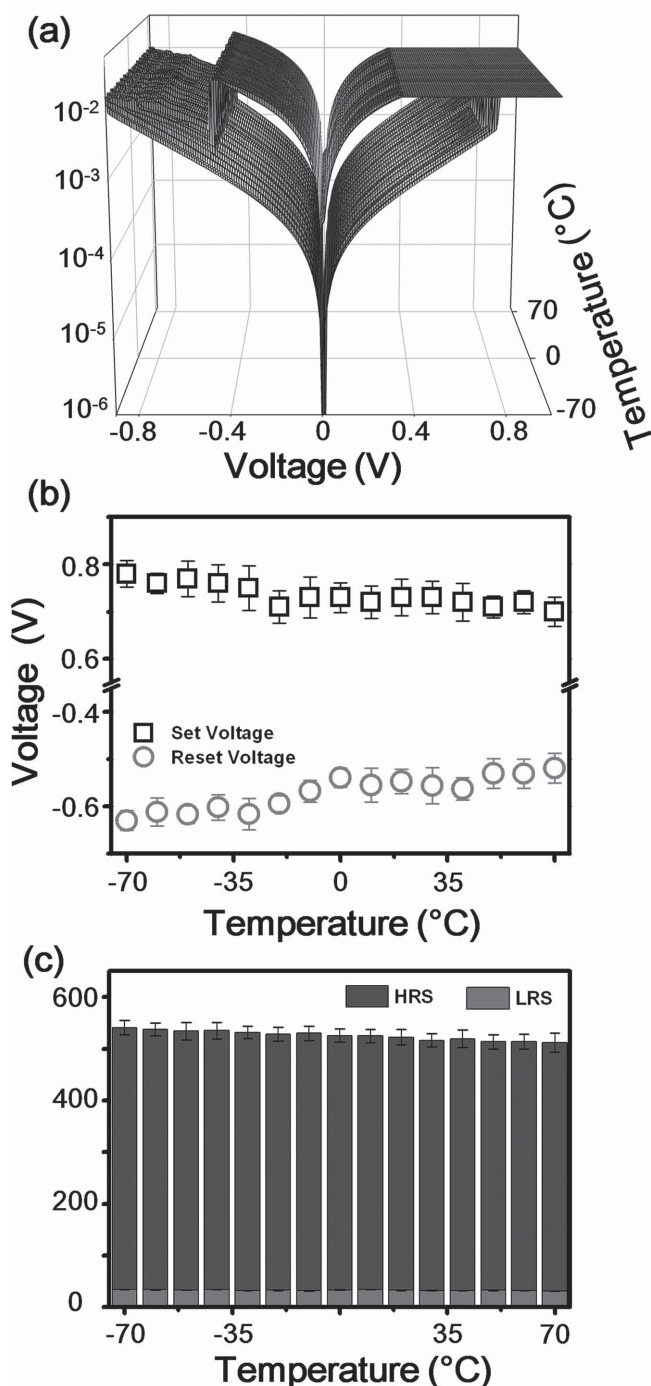 (a)
10-2
10-3
10-4
10-5
10-6
-0.8 -0.4 0 0.4 0.8
Voltage (V)
70
0
-70
Temperature (°C)
(b)
0.8
0.6
-0.4
-0.6
Voltage (V)
Set Voltage
Reset Voltage
-70 -35 0 35
Temperature (°C)
(c)
HRS LRS
600
400
200
0
-70 -35 35 70
Temperature (°C)